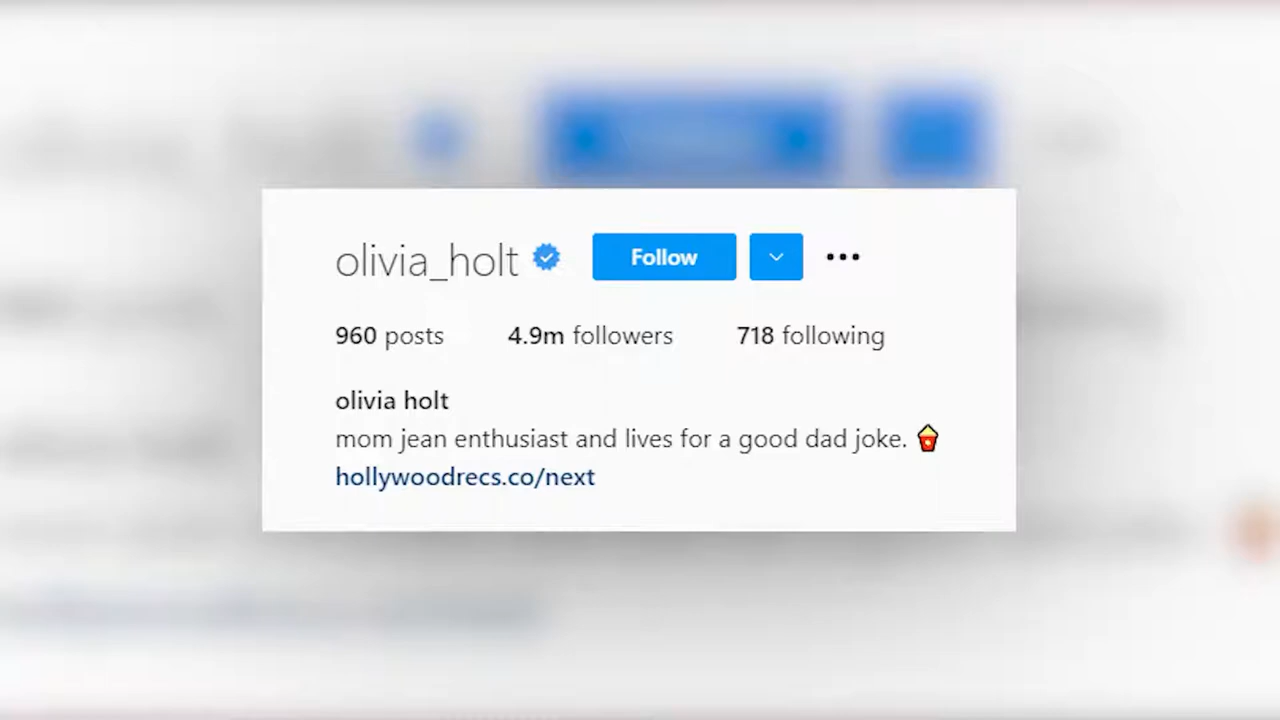 olivia_holt Follow
960 posts 4.9m followers 718 following
olivia holt
mom jean enthusiast and lives for a good dad joke.
hollywoodrecs.co/next